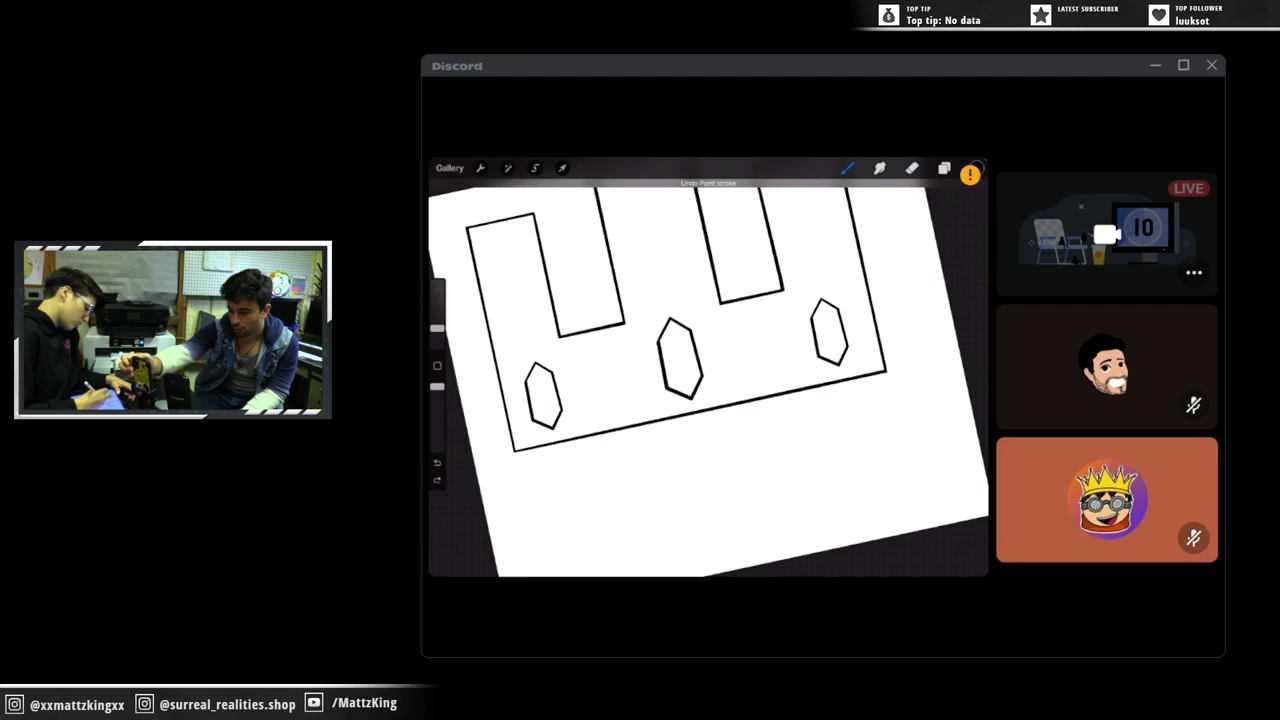 TOP TIP
Top tip: No data
LATEST SUBSCRIBER
TOP FOLLOWER
luuksot
Discord
Gallery
Undo Paint stroke
LIVE
10
@xxmattzkingxx
@surreal_realities.shop
/MattzKing